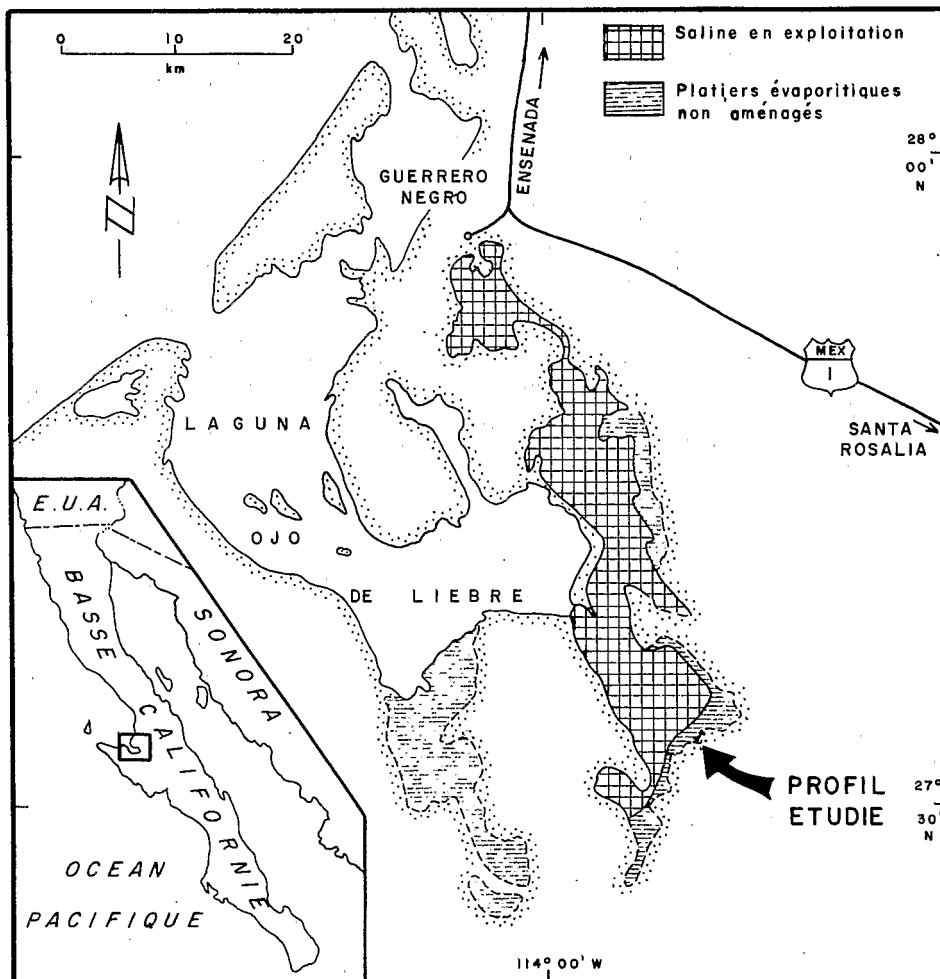 0 10 20
km
Saline en exploitation
Platiers évaporitiques
non aménagés
ENSENADA
28°
00'
N
GUERRERO
NEGRO
N
MEX
1
SANTA
ROSALIA
LAGUNA
OJO
DE LIEBRE
E.U.A.
BASSE
CALIFORNIE
SONORA
OCEAN
PACIFIQUE
PROFIL
ETUDIE
27°
30'
N
114° 00' W